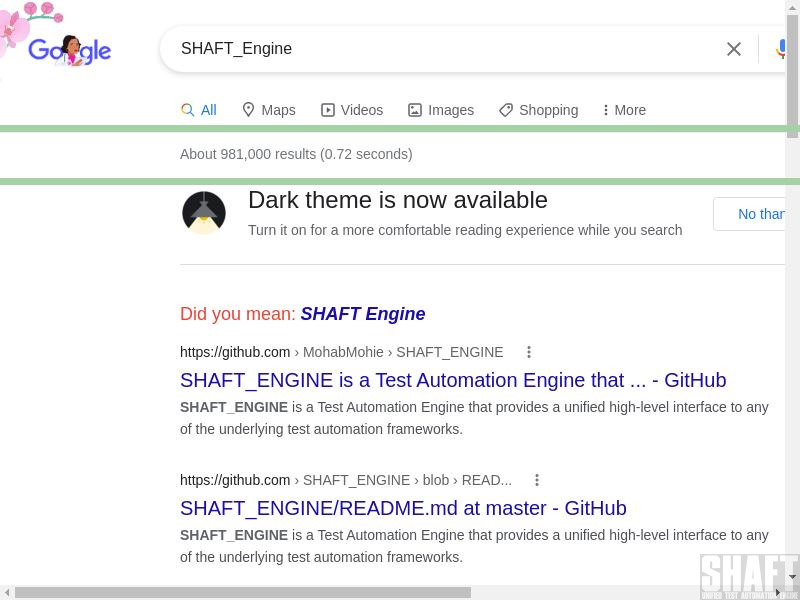 Google
SHAFT_Engine
All Maps Videos Images Shopping More
About 981,000 results (0.72 seconds)
Dark theme is now available
No than
Turn it on for a more comfortable reading experience while you search
Did you mean: SHAFT Engine
https://github.com › MohabMohie › SHAFT_ENGINE
SHAFT_ENGINE is a Test Automation Engine that ... - GitHub
SHAFT_ENGINE is a Test Automation Engine that provides a unified high-level interface to any
of the underlying test automation frameworks.
https://github.com › SHAFT_ENGINE › blob › READ...
SHAFT_ENGINE/README.md at master - GitHub
SHAFT_ENGINE is a Test Automation Engine that provides a unified high-level interface to any
of the underlying test automation frameworks.
SHAFT
UNIFIED TEST AUTOMATION ENGINE